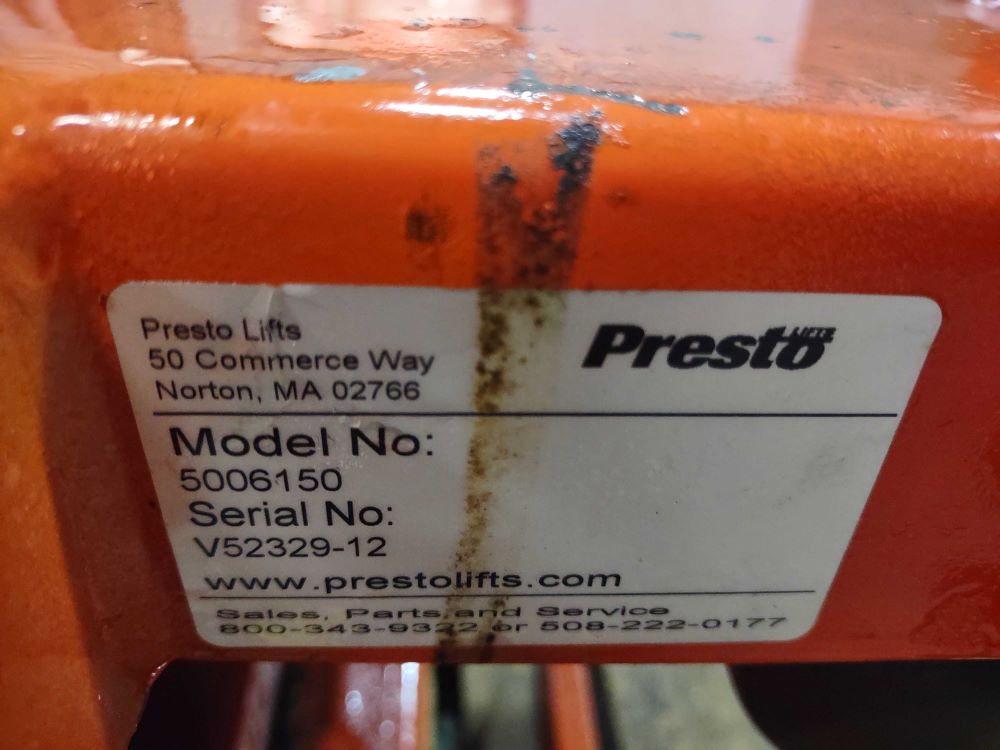 Presto Lifts
50 Commerce Way
Norton, MA 02766
Presto LIFTS
Model No:
5006150
Serial No:
V52329-12
www.prestolifts.com
Sales, Parts and Service
800-343-9322 or 508-222-0177